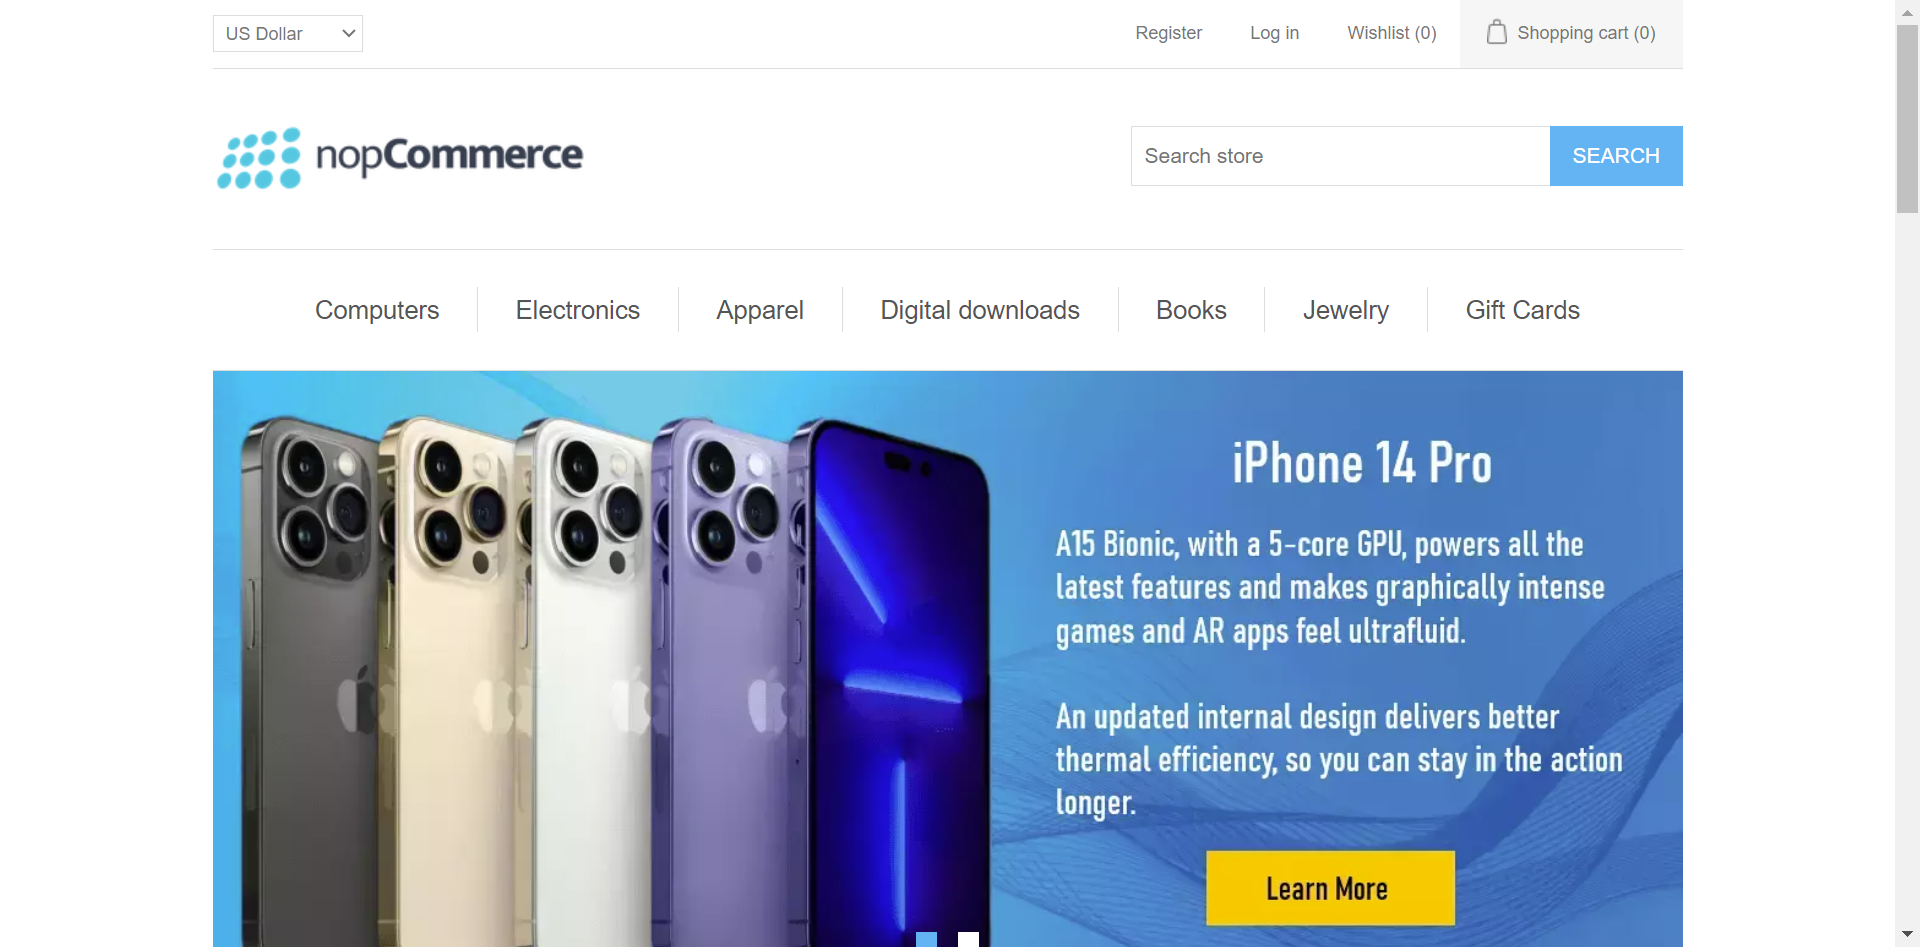 US Dollar
Register
Log in
Wishlist (0)
Shopping cart (0)
nopCommerce
Search store
SEARCH
Computers
Electronics
Apparel
Digital downloads
Books
Jewelry
Gift Cards
iPhone 14 Pro
A15 Bionic, with a 5-core GPU, powers all the
latest features and makes graphically intense
games and AR apps feel ultrafluid.
An updated internal design delivers better
thermal efficiency, so you can stay in the action
longer.
Learn More